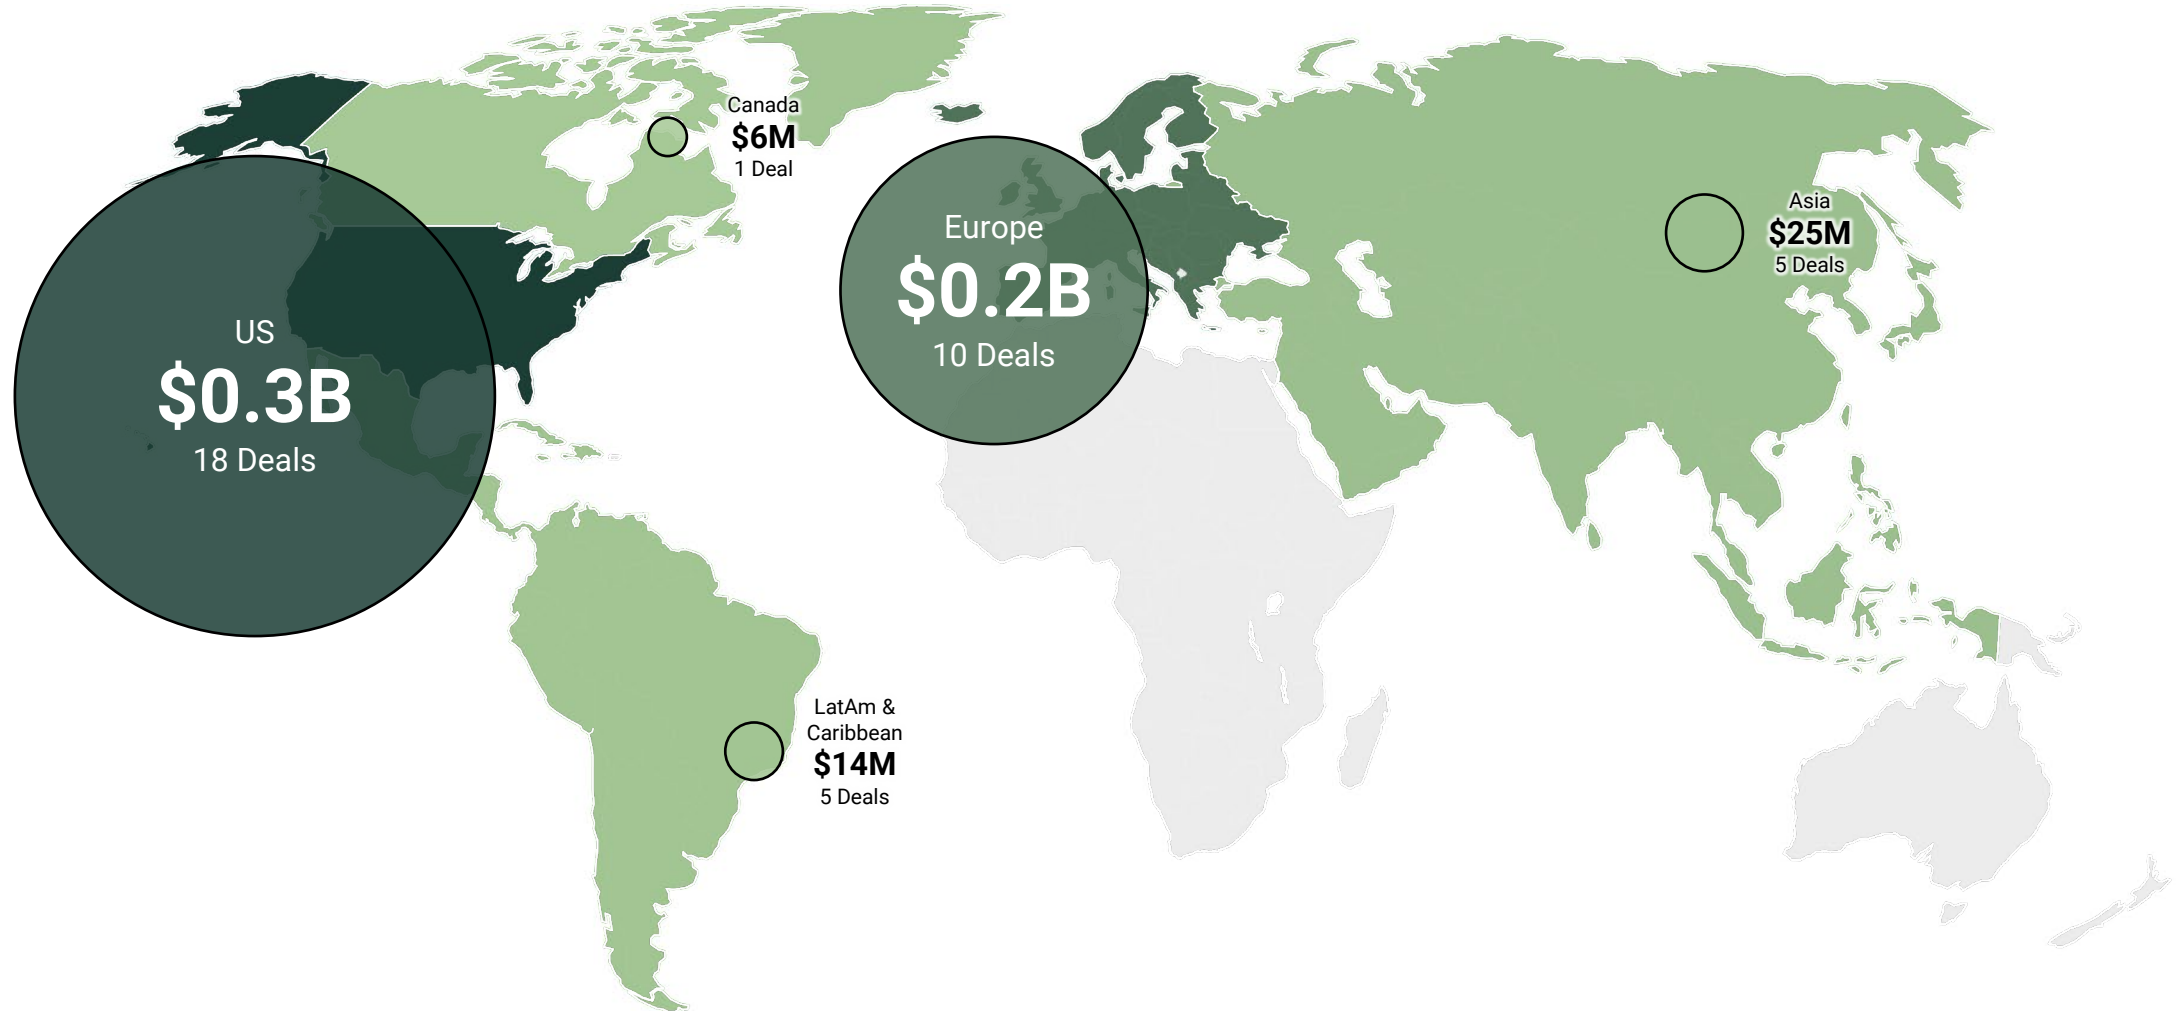 Canada
$6M
1 Deal
US
$0.3B
18 Deals
Europe
$0.2B
10 Deals
Asia
$25M
5 Deals
LatAm &
Caribbean
$14M
5 Deals